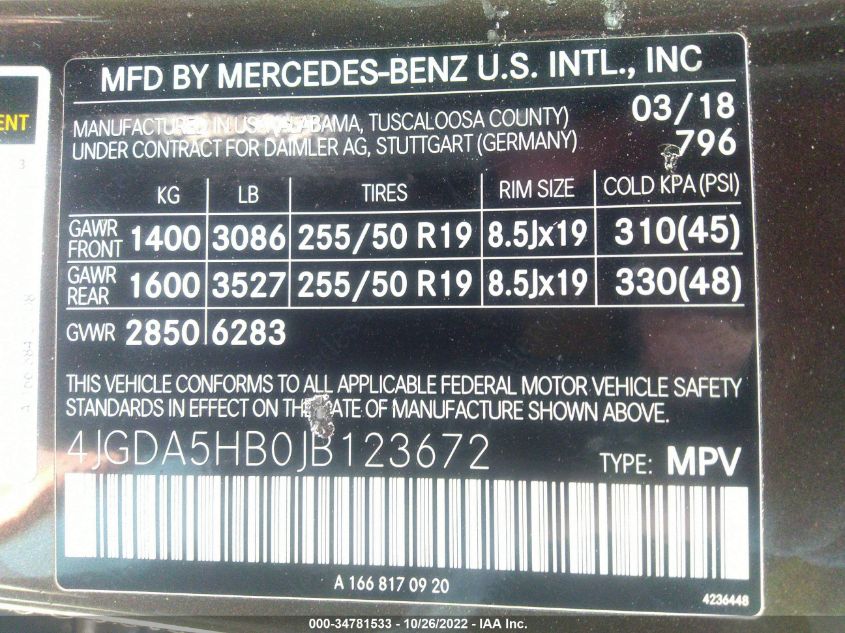 MFD BY MERCEDES-BENZ U.S. INTL., INC
MANUFACTURED IN USA, ALABAMA, TUSCALOOSA COUNTY) 03/18
UNDER CONTRACT FOR DAIMLER AG, STUTTGART (GERMANY) 796
KG LB TIRES RIM SIZE COLD KPA (PSI)
GAWR FRONT 1400 3086 255/50 R19 8.5Jx19 310(45)
GAWR REAR 1600 3527 255/50 R19 8.5Jx19 330(48)
GVWR 2850 6283
THIS VEHICLE CONFORMS TO ALL APPLICABLE FEDERAL MOTOR VEHICLE SAFETY
STANDARDS IN EFFECT ON THE DATE OF MANUFACTURE SHOWN ABOVE.
4JGDA5HB0JB123672 TYPE: MPV
A 166 817 09 20
4236448
000-34781533 - 10/26/2022 - IAA Inc.